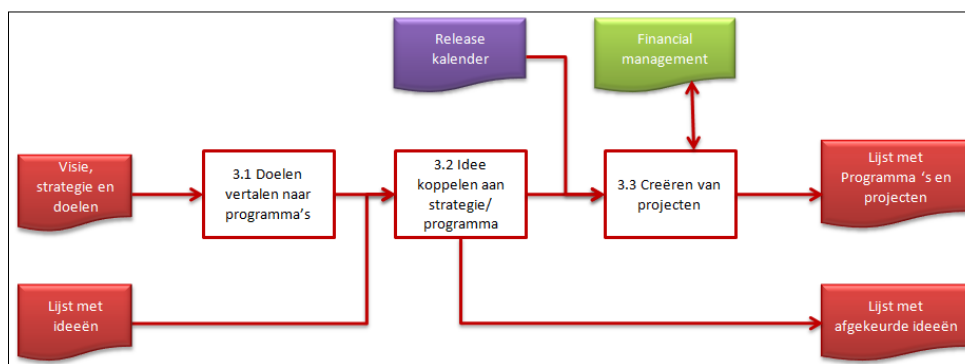 Release
kalender
Financial
management
Visie,
strategie en
doelen
3.1 Doelen
vertalen naar
programma's
3.2 Idee
koppelen aan
strategie/
programma
3.3 Creëren van
projecten
Lijst met
Programma ‘s en
projecten
Lijst met
ideeën
Lijst met
afgekeurde ideeën